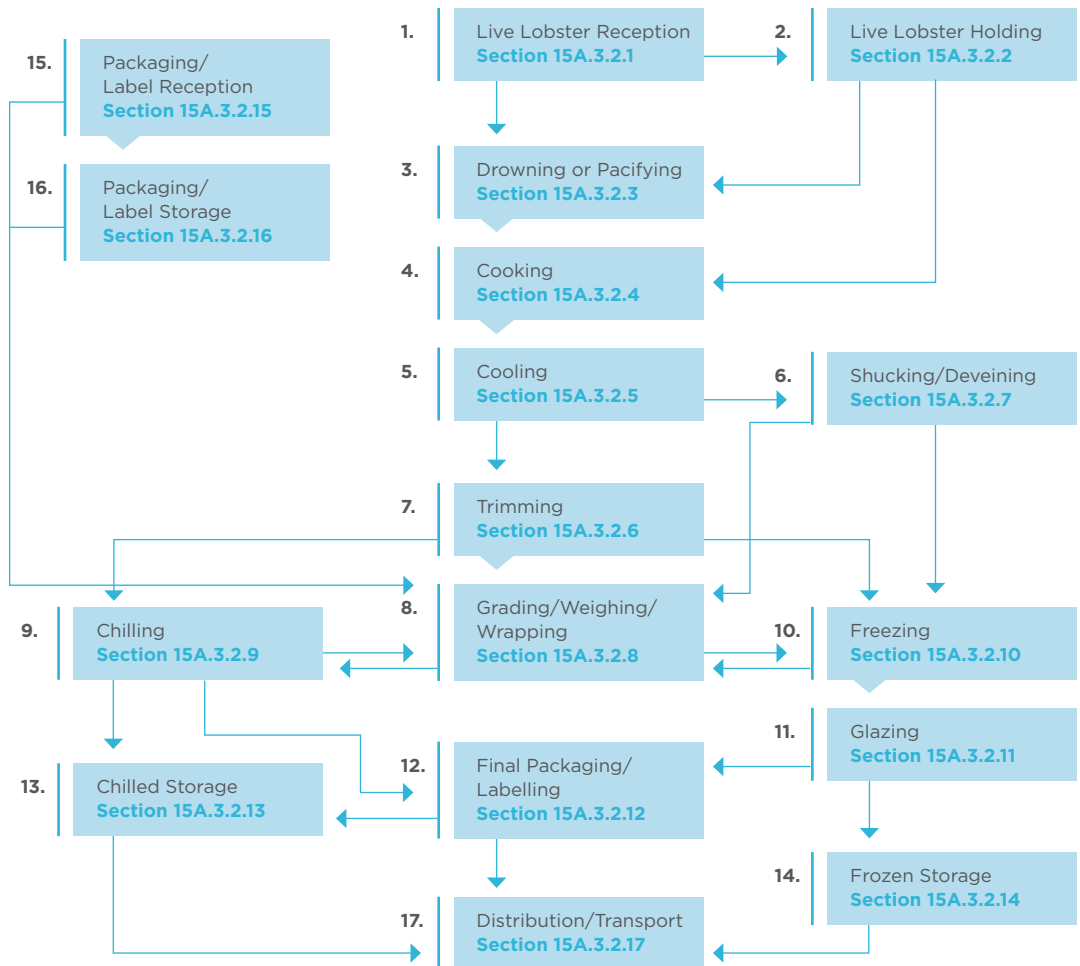 1.
Live Lobster Reception
Section 15A.3.2.1
2.
Live Lobster Holding
Section 15A.3.2.2
15.
Packaging/
Label Reception
Section 15A.3.2.15
3.
Drowning or Pacifying
Section 15A.3.2.3
16.
Packaging/
Label Storage
Section 15A.3.2.16
4.
Cooking
Section 15A.3.2.4
5.
Cooling
Section 15A.3.2.5
6.
Shucking/Deveining
Section 15A.3.2.7
7.
Trimming
Section 15A.3.2.6
8.
Grading/Weighing/
Wrapping
Section 15A.3.2.8
9.
Chilling
Section 15A.3.2.9
10.
Freezing
Section 15A.3.2.10
11.
Glazing
Section 15A.3.2.11
12.
Final Packaging/
Labelling
Section 15A.3.2.12
13.
Chilled Storage
Section 15A.3.2.13
14.
Frozen Storage
Section 15A.3.2.14
17.
Distribution/Transport
Section 15A.3.2.17